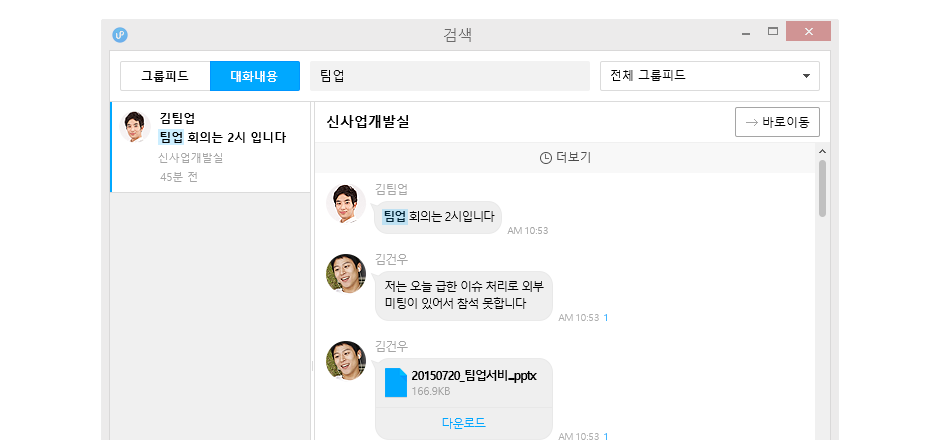 UP
검색
그룹피드 대화내용 팀업 전체 그룹피드
김팀업
팀업 회의는 2시 입니다
신사업개발실
45분 전
신사업개발실
→ 바로이동
더보기
김팀업
팀업 회의는 2시입니다
AM 10:53
김건우
저는 오늘 급한 이슈 처리로 외부
미팅이 있어서 참석 못합니다
AM 10:53 1
김건우
20150720_팀업서비...pptx
166.9KB
다운로드
AM 10:53 1